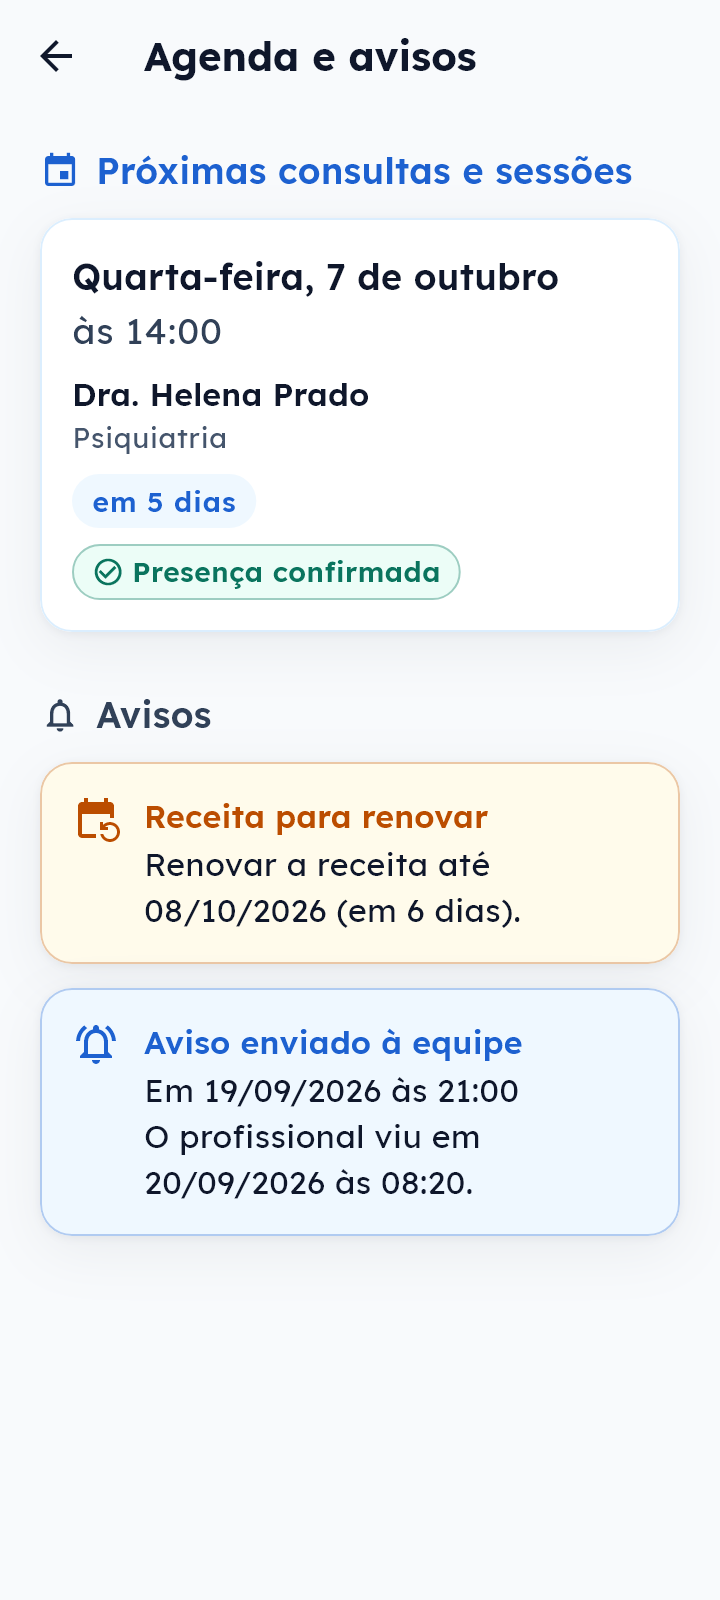 Agenda e avisos
Próximas consultas e sessões
Quarta-feira, 7 de outubro
às 14:00
Dra. Helena Prado
Psiquiatria
em 5 dias
Presença confirmada
Avisos
Receita para renovar
Renovar a receita até
08/10/2026 (em 6 dias).
Aviso enviado à equipe
Em 19/09/2026 às 21:00
O profissional viu em
20/09/2026 às 08:20.